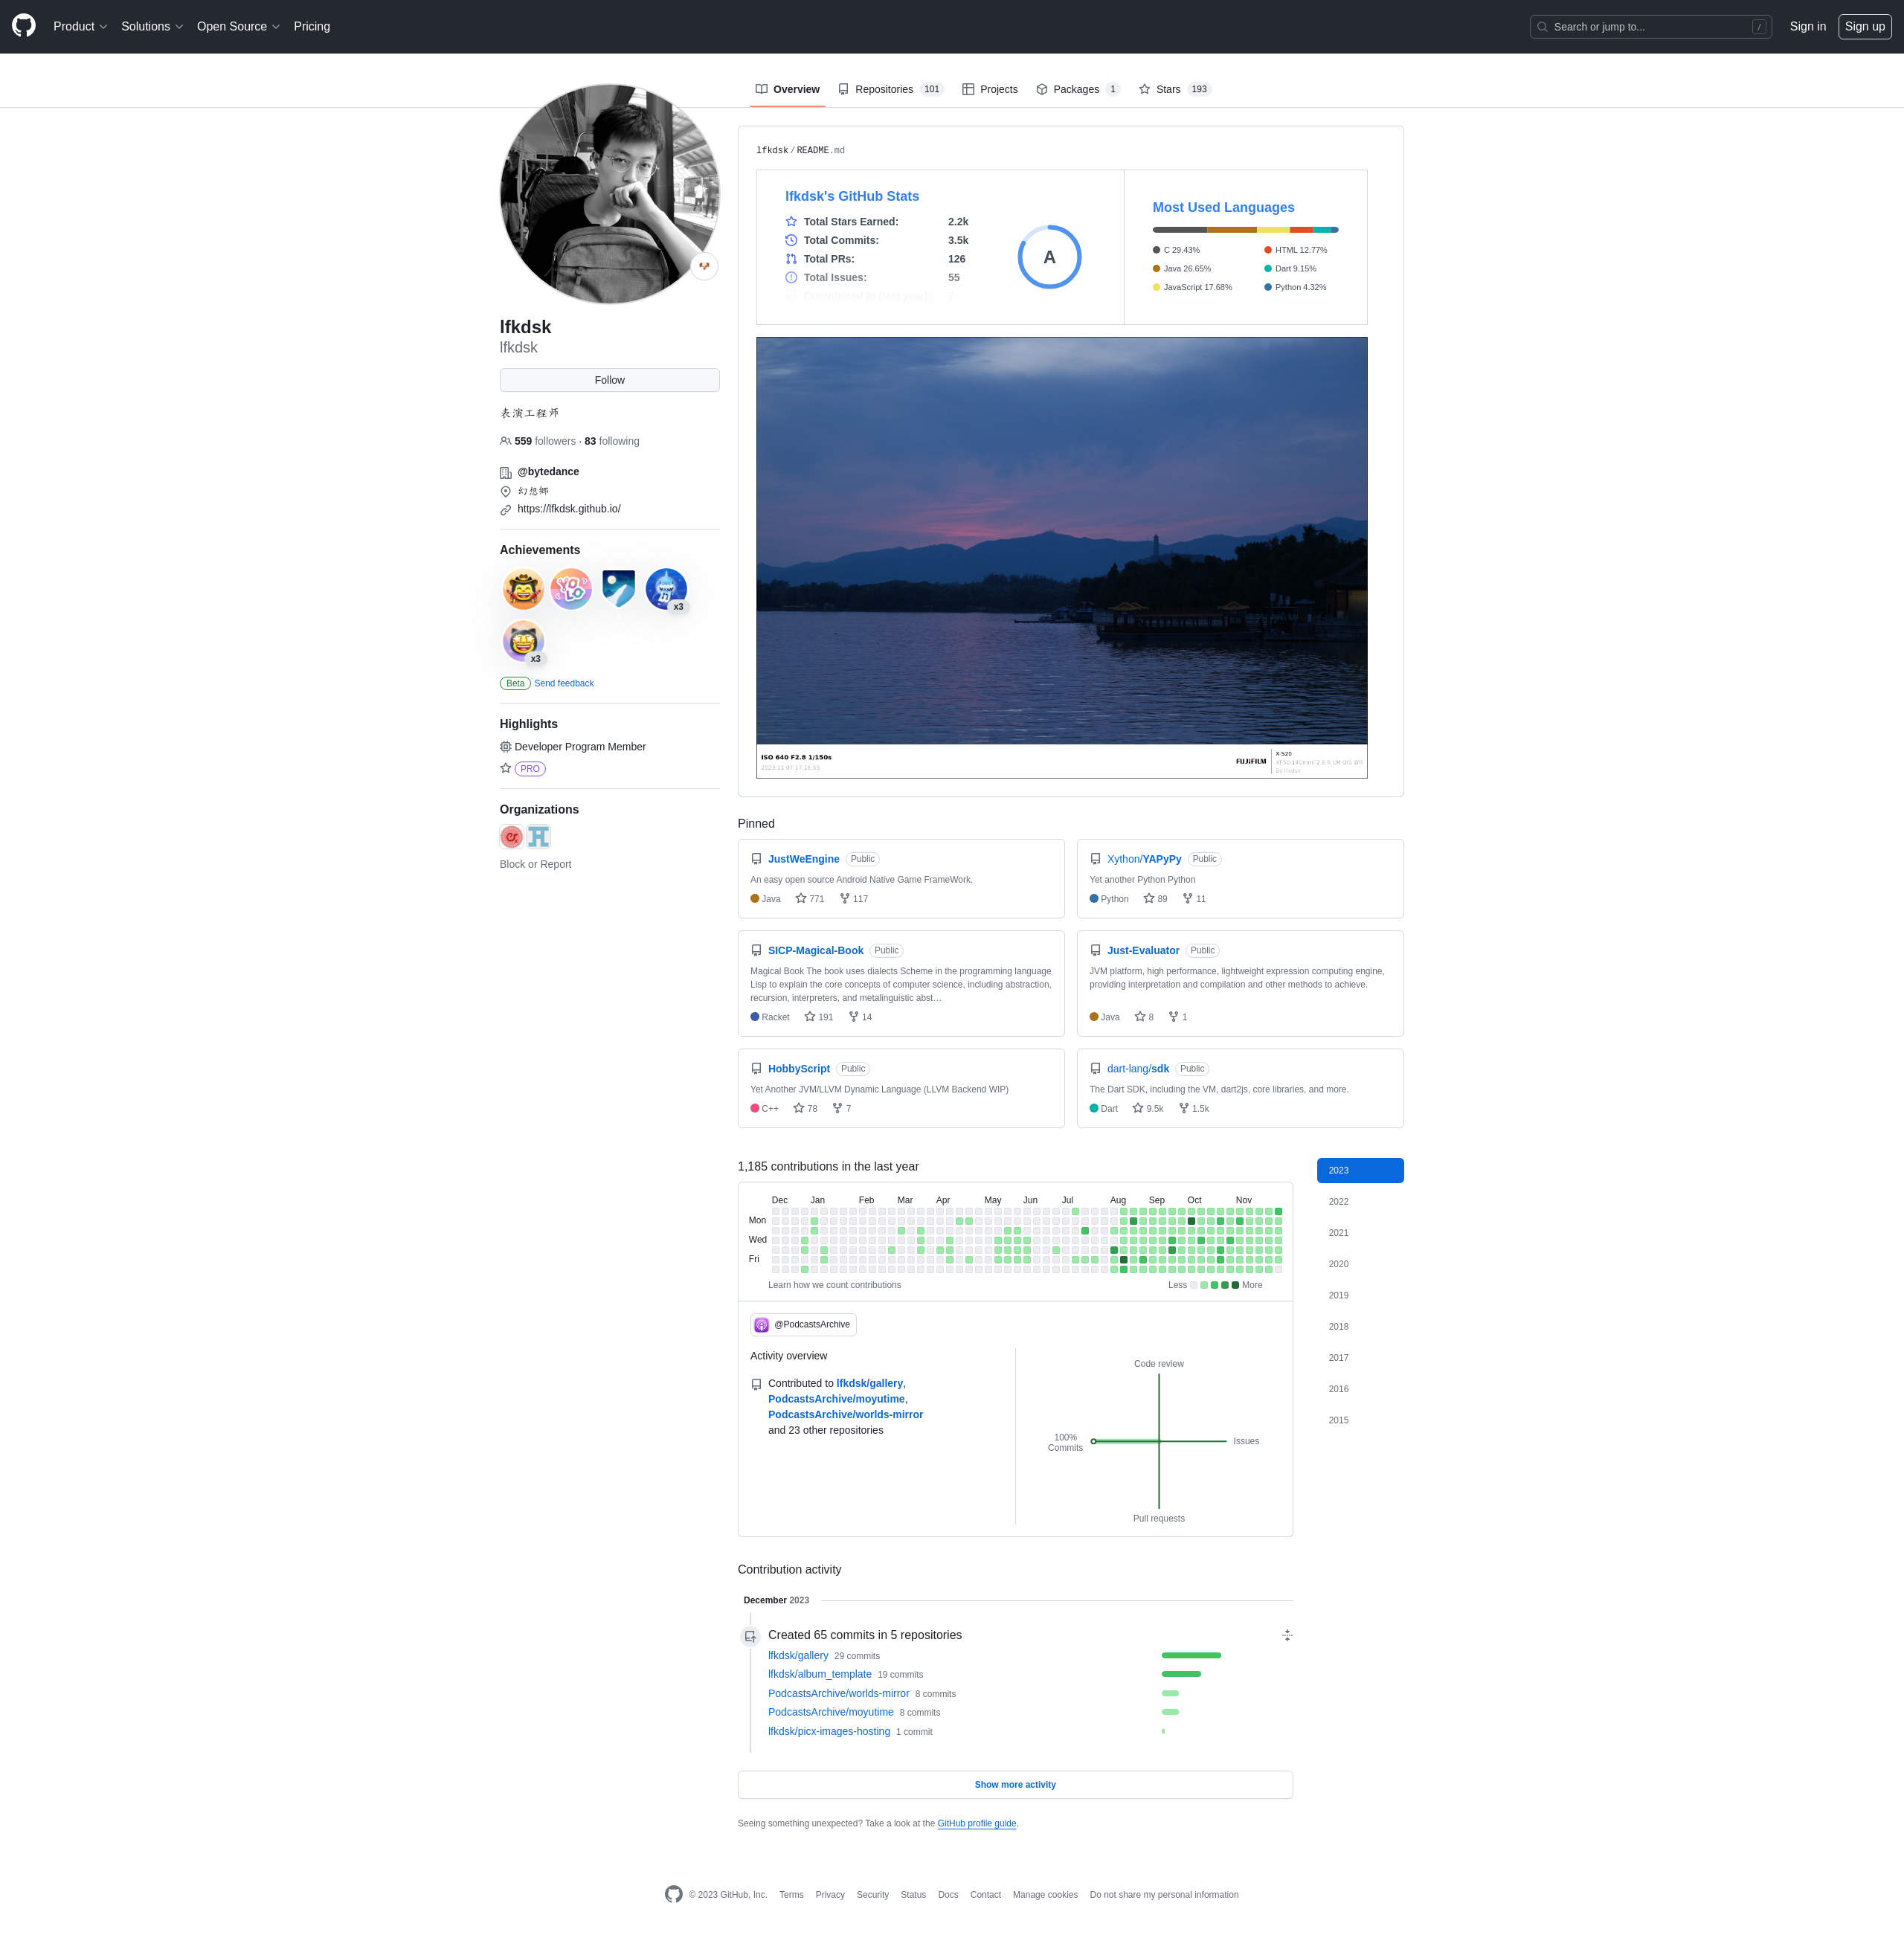 Product Solutions Open Source Pricing Search or jump to... / Sign in Sign up
Overview Repositories 101 Projects Packages 1 Stars 193
lfkdsk
lfkdsk
Follow
表演工程师
559 followers · 83 following
@bytedance
幻想乡
https://lfkdsk.github.io/
Achievements
YOLO
x3
x3
Beta Send feedback
Highlights
Developer Program Member
PRO
Organizations
Block or Report
lfkdsk / README.md
lfkdsk's GitHub Stats
Total Stars Earned: 2.2k
Total Commits: 3.5k
Total PRs: 126
Total Issues: 55
A
Most Used Languages
C 29.43% HTML 12.77%
Java 26.65% Dart 9.15%
JavaScript 17.68% Python 4.32%
ISO 640 F2.8 1/150s
FUJIFILM
Pinned
JustWeEngine Public
An easy open source Android Native Game FrameWork.
Java 771 117
Xython/YAPyPy Public
Yet another Python Python
Python 89 11
SICP-Magical-Book Public
Magical Book The book uses dialects Scheme in the programming language
Lisp to explain the core concepts of computer science, including abstraction,
recursion, interpreters, and metalinguistic abst…
Racket 191 14
Just-Evaluator Public
JVM platform, high performance, lightweight expression computing engine,
providing interpretation and compilation and other methods to achieve.
Java 8 1
HobbyScript Public
Yet Another JVM/LLVM Dynamic Language (LLVM Backend WIP)
C++ 78 7
dart-lang/sdk Public
The Dart SDK, including the VM, dart2js, core libraries, and more.
Dart 9.5k 1.5k
1,185 contributions in the last year
Dec Jan Feb Mar Apr May Jun Jul Aug Sep Oct Nov
Mon
Wed
Fri
Learn how we count contributions Less More
@PodcastsArchive
Activity overview
Contributed to lfkdsk/gallery,
PodcastsArchive/moyutime,
PodcastsArchive/worlds-mirror
and 23 other repositories
Code review
100%
Commits
Issues
Pull requests
2023
2022
2021
2020
2019
2018
2017
2016
2015
Contribution activity
December 2023
Created 65 commits in 5 repositories
lfkdsk/gallery 29 commits
lfkdsk/album_template 19 commits
PodcastsArchive/worlds-mirror 8 commits
PodcastsArchive/moyutime 8 commits
lfkdsk/picx-images-hosting 1 commit
Show more activity
Seeing something unexpected? Take a look at the GitHub profile guide.
© 2023 GitHub, Inc. Terms Privacy Security Status Docs Contact Manage cookies Do not share my personal information